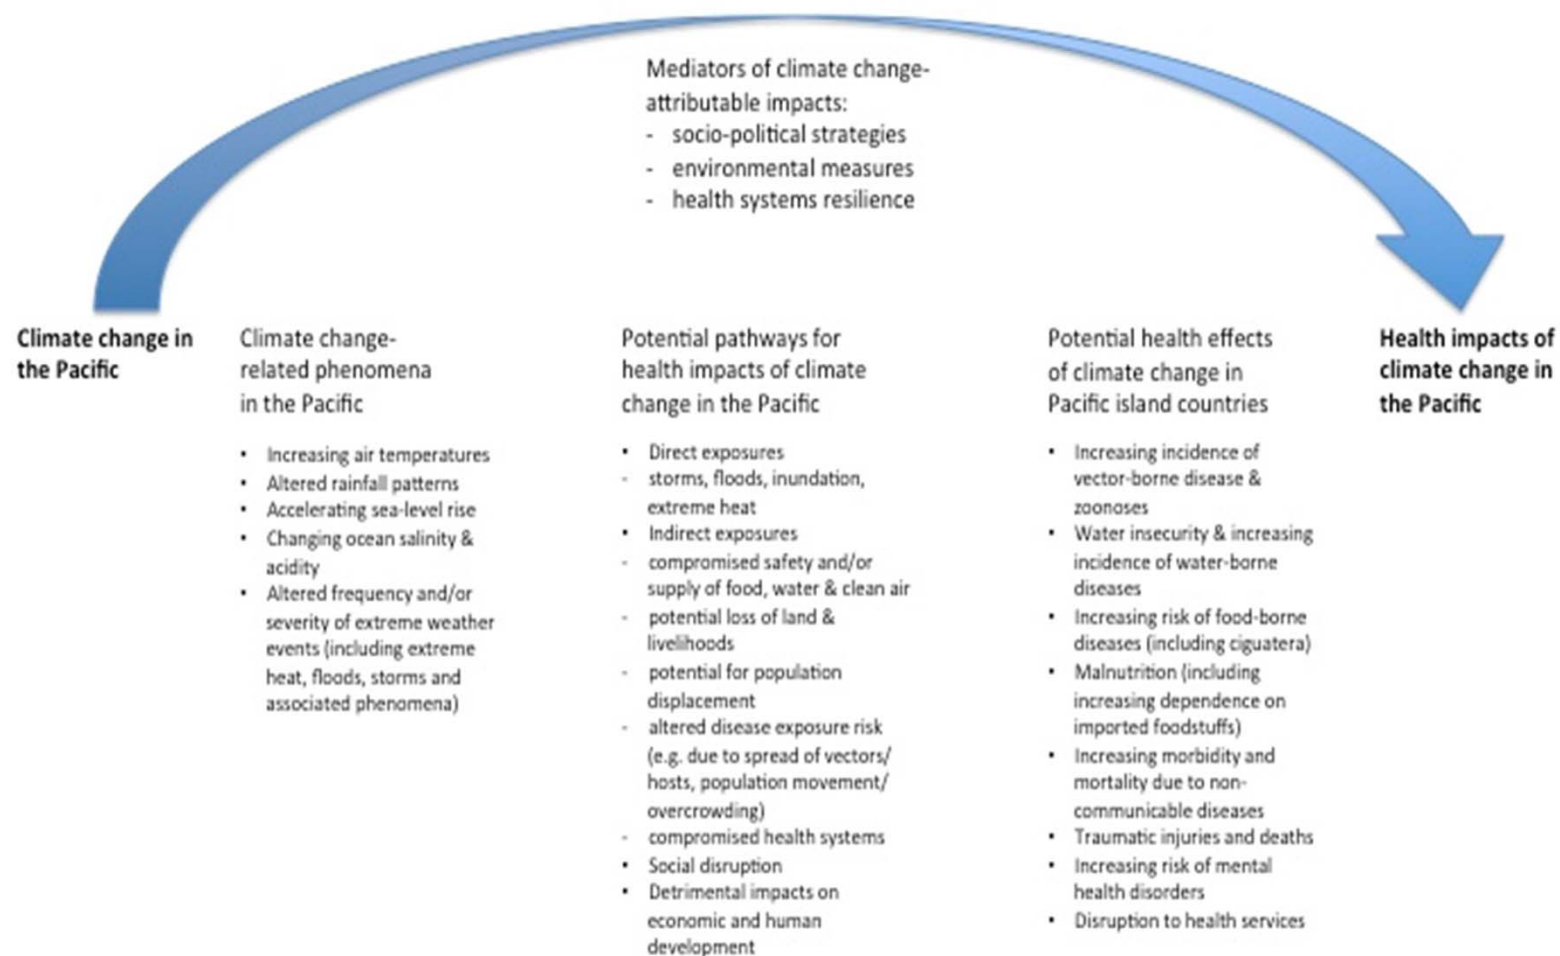 Mediators of climate change-
attributable impacts:
- socio-political strategies
- environmental measures
- health systems resilience
Climate change in
the Pacific
Climate change-
related phenomena
in the Pacific
• Increasing air temperatures
• Altered rainfall patterns
• Accelerating sea-level rise
• Changing ocean salinity &
acidity
• Altered frequency and/or
severity of extreme weather
events (including extreme
heat, floods, storms and
associated phenomena)
Potential pathways for
health impacts of climate
change in the Pacific
• Direct exposures
- storms, floods, inundation,
extreme heat
• Indirect exposures
- compromised safety and/or
supply of food, water & clean air
- potential loss of land &
livelihoods
- potential for population
displacement
- altered disease exposure risk
(e.g. due to spread of vectors/
hosts, population movement/
overcrowding)
- compromised health systems
• Social disruption
• Detrimental impacts on
economic and human
development
Potential health effects
of climate change in
Pacific island countries
• Increasing incidence of
vector-borne disease &
zoonoses
• Water insecurity & increasing
incidence of water-borne
diseases
• Increasing risk of food-borne
diseases (including ciguatera)
• Malnutrition (including
increasing dependence on
imported foodstuffs)
• Increasing morbidity and
mortality due to non-
communicable diseases
• Traumatic injuries and deaths
• Increasing risk of mental
health disorders
• Disruption to health services
Health impacts of
climate change in
the Pacific